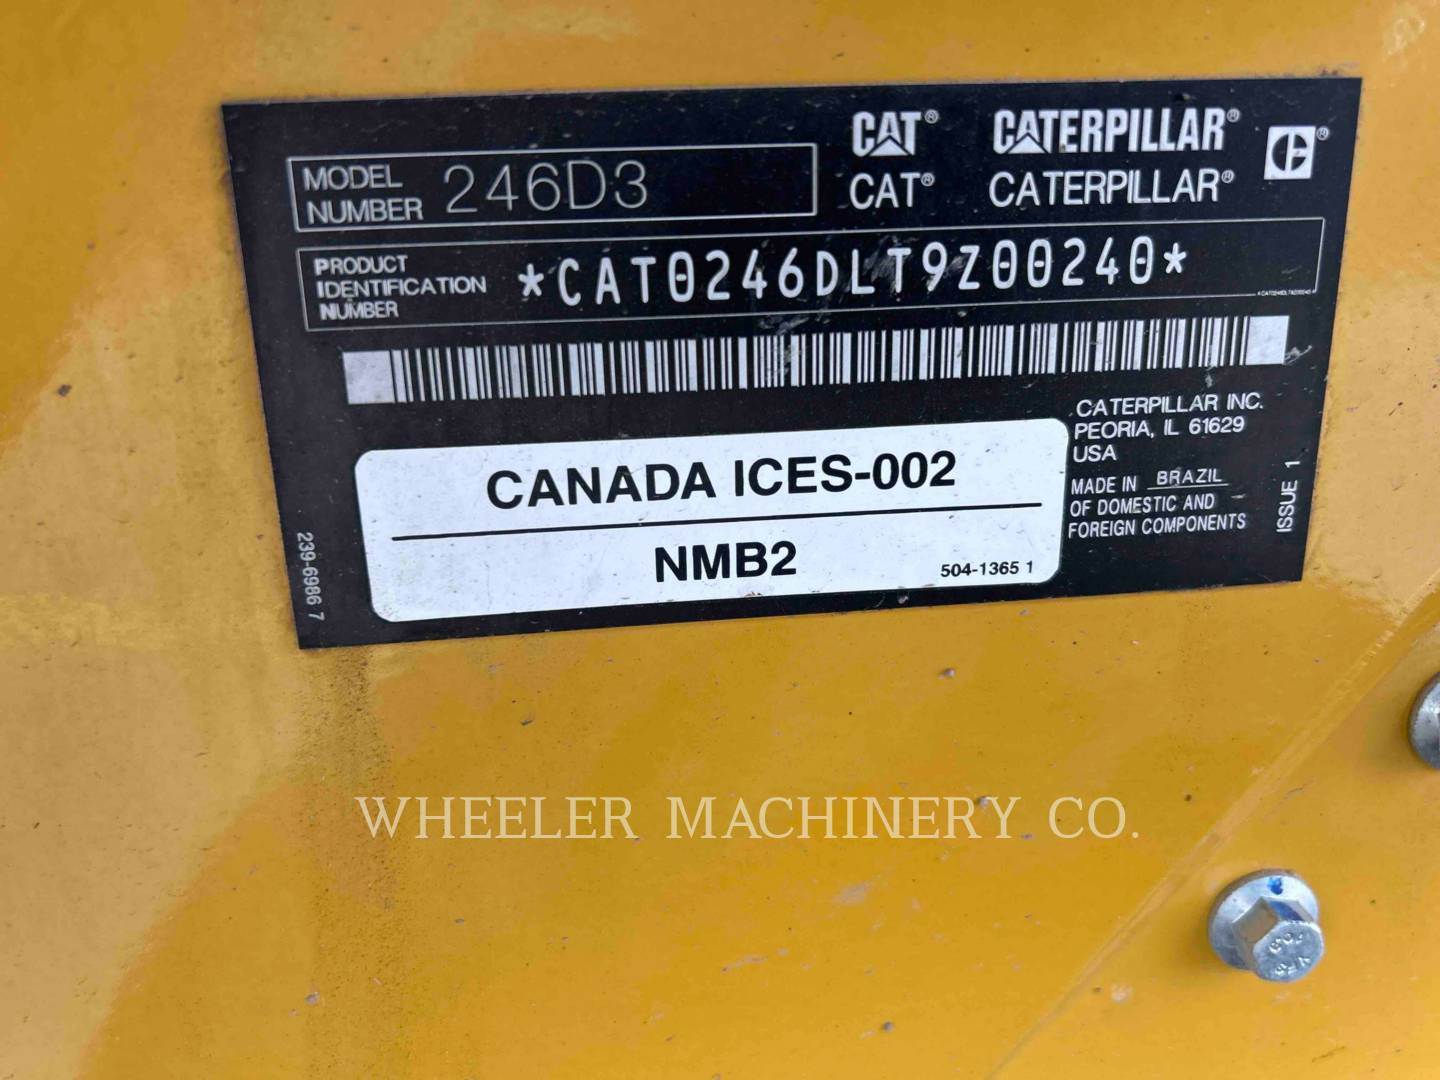 MODEL NUMBER 246D3
CAT® CATERPILLAR®
CAT® CATERPILLAR®
PRODUCT IDENTIFICATION NUMBER *CAT0246DLT9Z00240*
CATERPILLAR INC.
PEORIA, IL 61629
USA
MADE IN BRAZIL
OF DOMESTIC AND
FOREIGN COMPONENTS
ISSUE 1
CANADA ICES-002
NMB2
504-1365 1
239-6986 7
WHEELER MACHINERY CO.